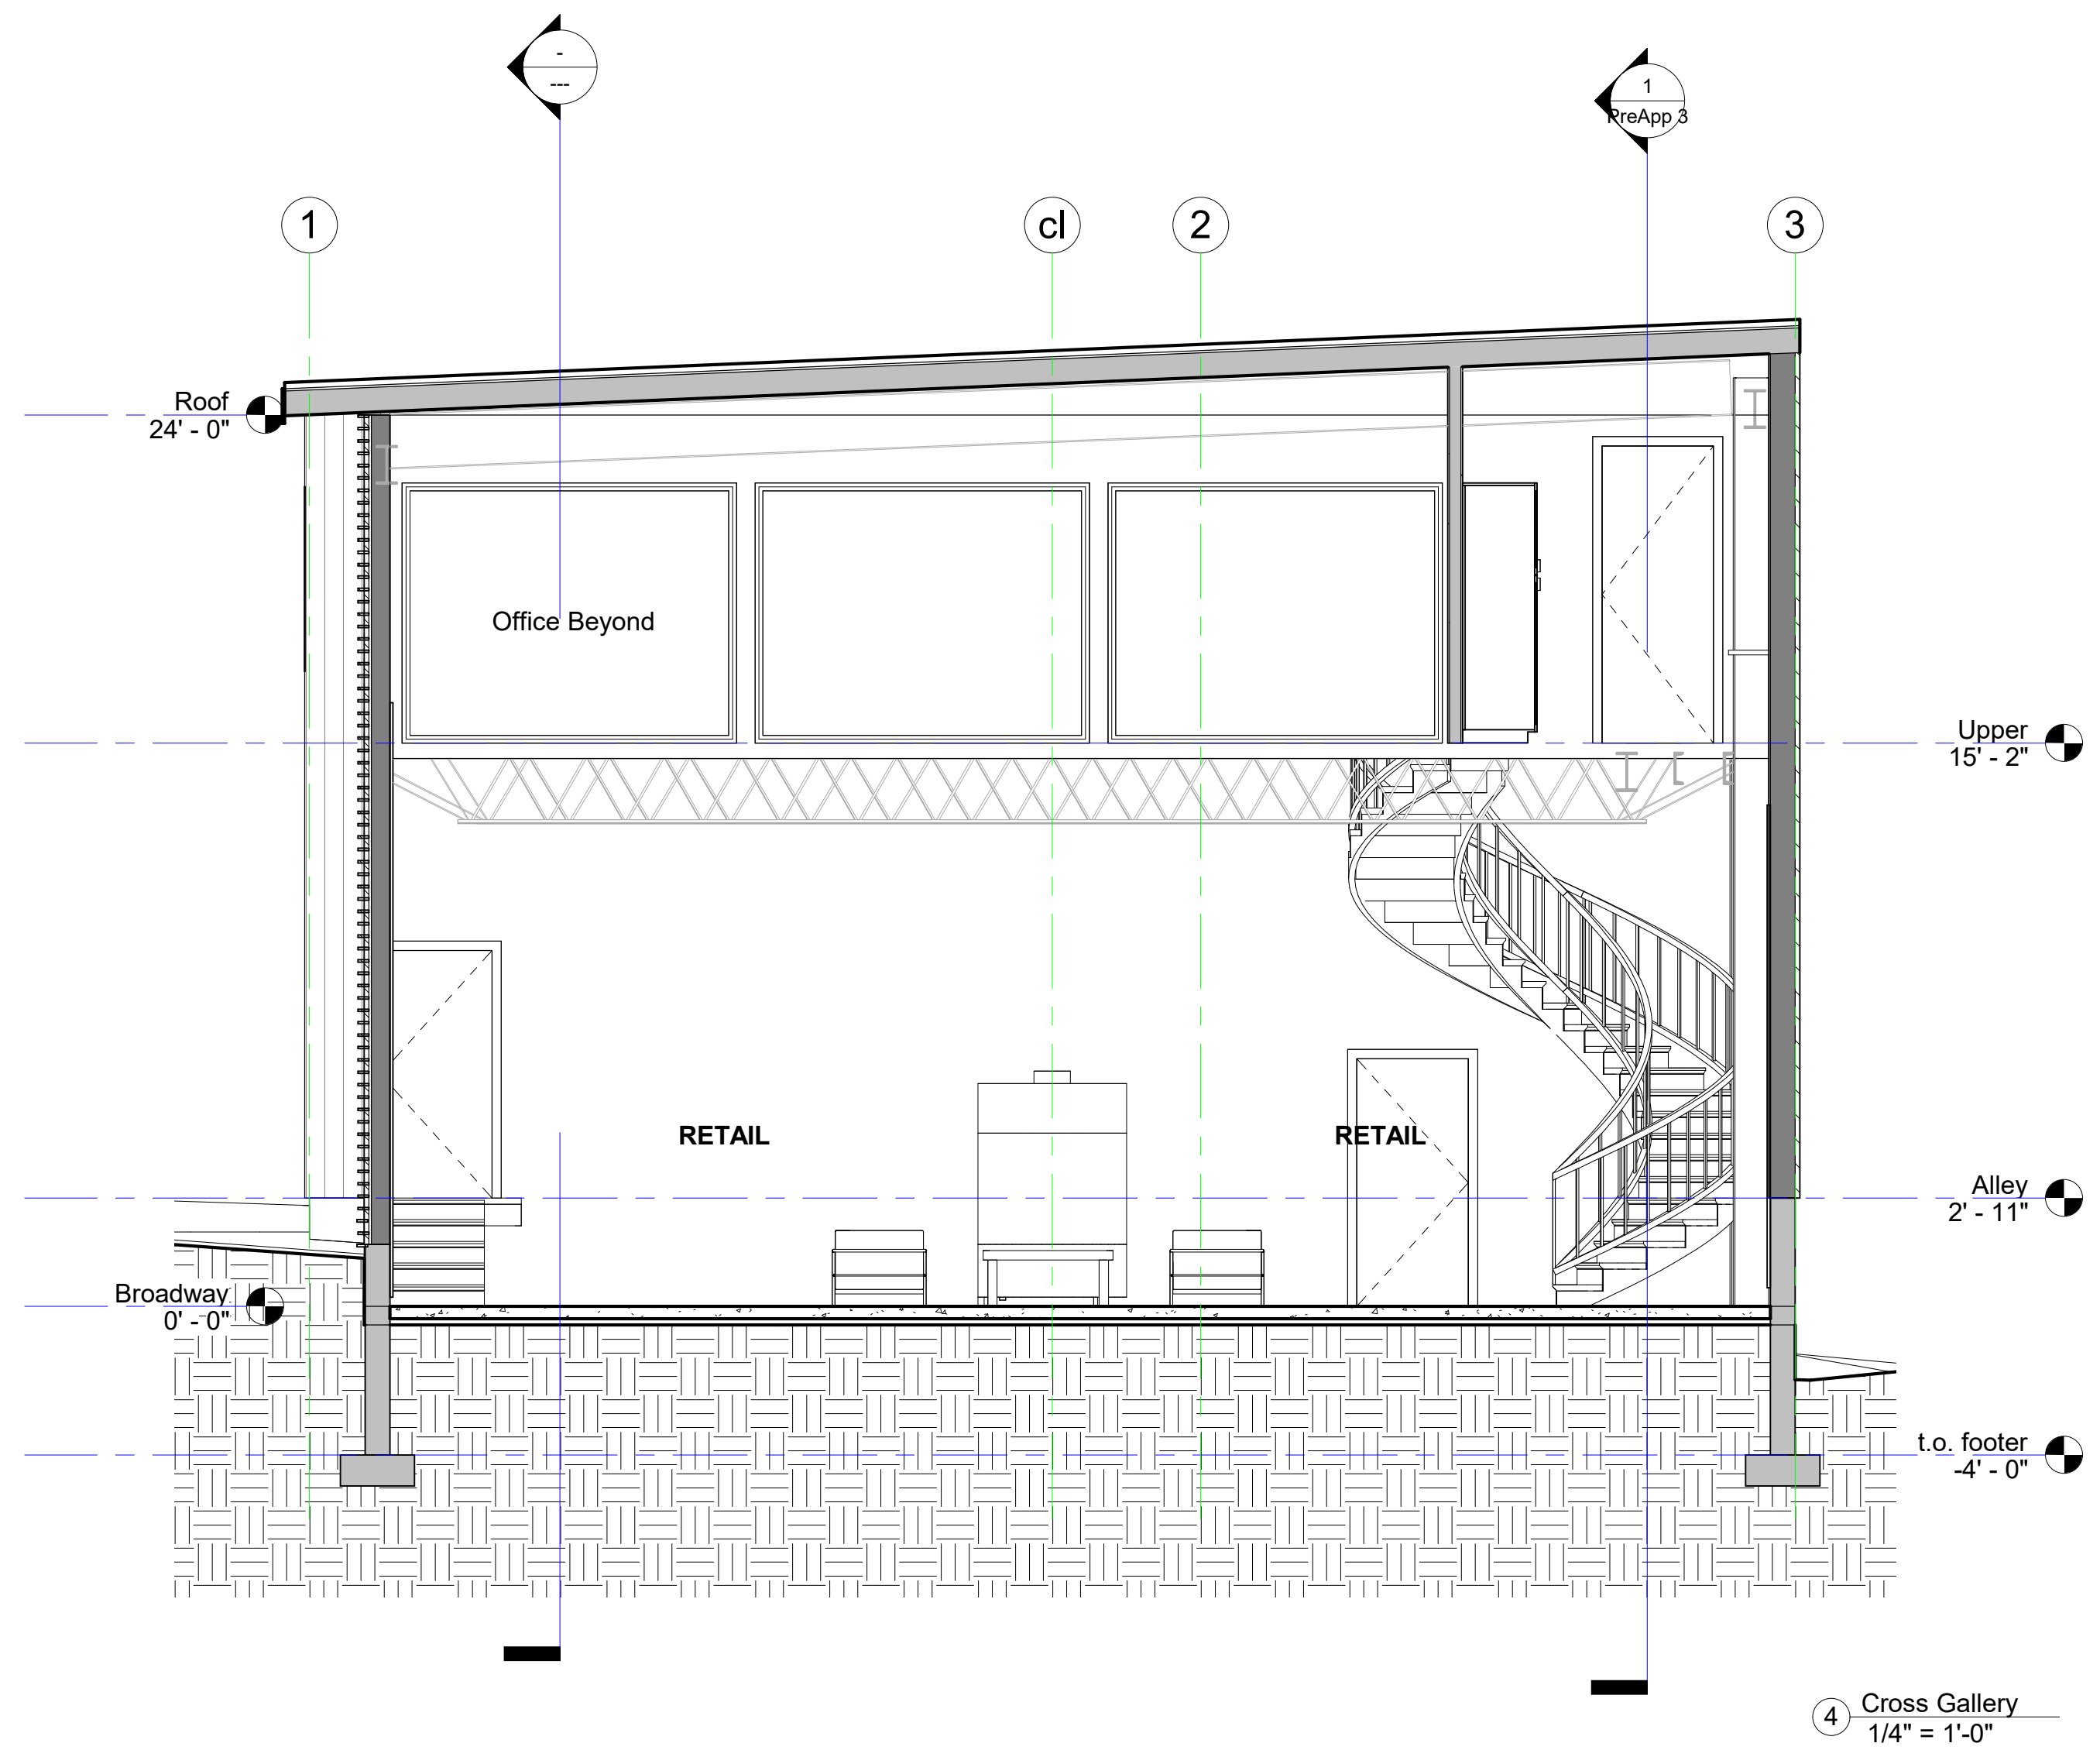 -
---
1
PreApp 3
1
cl
2
3
Roof
24' - 0"
Office Beyond
Upper
15' - 2"
RETAIL
RETAIL
Alley
2' - 11"
Broadway
0' - 0"
t.o. footer
-4' - 0"
4
Cross Gallery
1/4" = 1'-0"